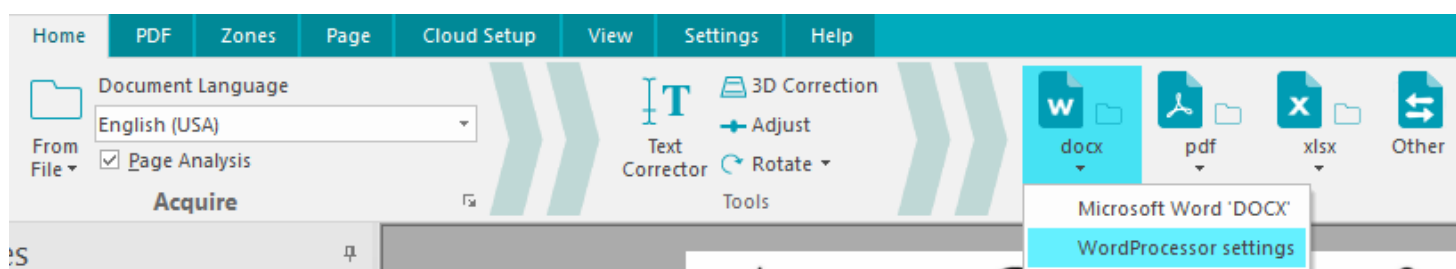 Home PDF Zones Page Cloud Setup View Settings Help
Document Language
English (USA)
From
File
Page Analysis
Acquire
Text
Corrector
3D Correction
Adjust
Rotate
Tools
docx
pdf
xlsx
Other
Microsoft Word 'DOCX'
WordProcessor settings
es